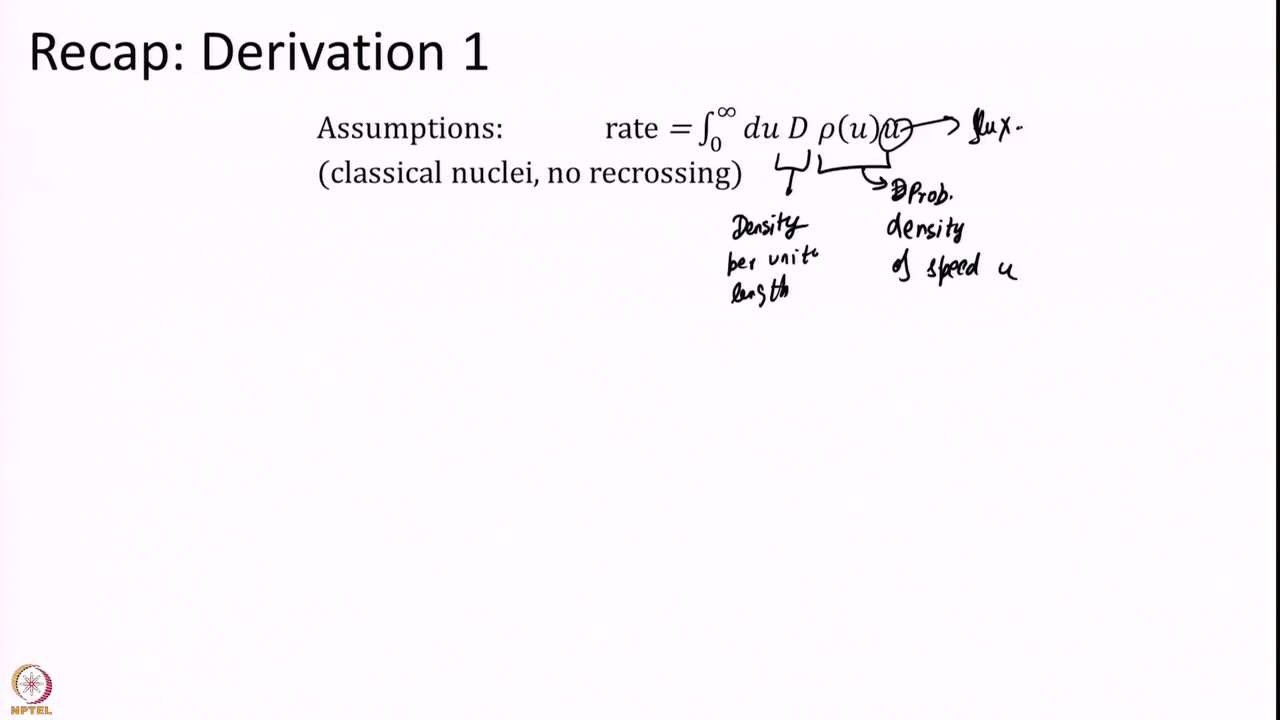 Recap: Derivation 1
Assumptions: rate = ∫₀^∞ du D ρ(u)u → flux.
(classical nuclei, no recrossing)
Density per unit length
Prob. density of speed u
NPTEL